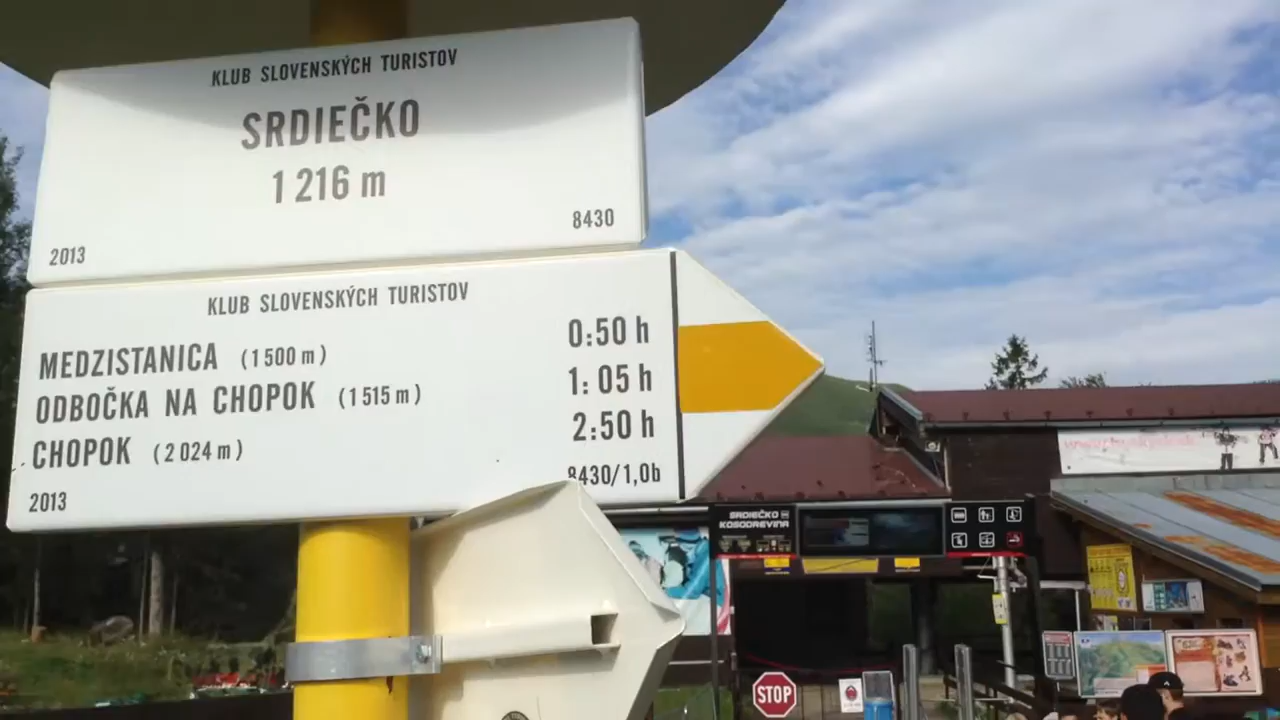 KLUB SLOVENSKÝCH TURISTOV
SRDIEČKO
1 216 m
2013
8430
KLUB SLOVENSKÝCH TURISTOV
MEDZISTANICA (1 500 m) 0:50 h
ODBOČKA NA CHOPOK (1 515 m) 1:05 h
CHOPOK (2 024 m) 2:50 h
2013
8430/1,0b
SRDIEČKO
KOSODREVINA
STOP